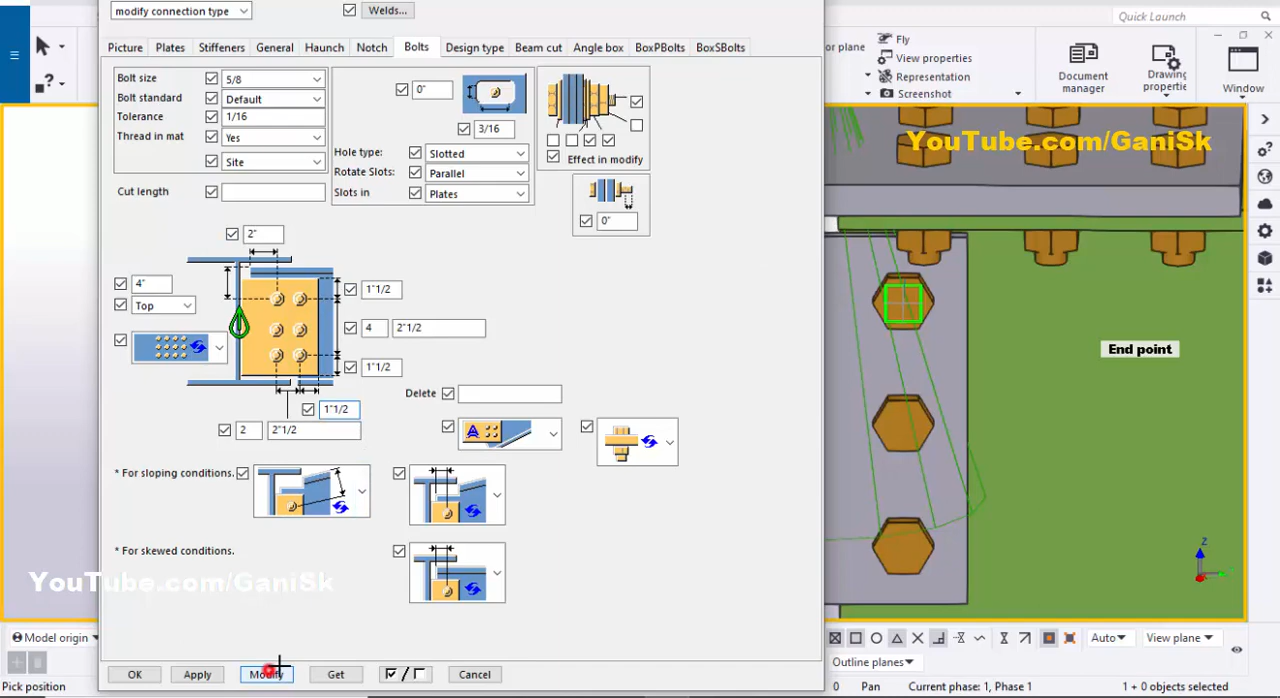 modify connection type
Welds...
Quick Launch
Picture Plates Stiffeners General Haunch Notch Bolts Design type Beam cut Angle box BoxPBolts BoxSBolts
or plane
Fly
View properties
Representation
Screenshot
Document manager
Drawing propertie
Window
Bolt size 5/8
Bolt standard Default
Tolerance 1/16
Thread in mat Yes
Site
Cut length
0"
3/16
Hole type: Slotted
Rotate Slots: Parallel
Slots in Plates
Effect in modify
0"
YouTube.com/GaniSk
2"
4"
Top
1"1/2
4 2"1/2
1"1/2
1"1/2
2 2"1/2
Delete
End point
* For sloping conditions.
* For skewed conditions.
YouTube.com/GaniSk
Model origin
Auto
View plane
Outline planes
OK Apply Modify Get Cancel
Pick position
0 Pan Current phase: 1, Phase 1 1 + 0 objects selected